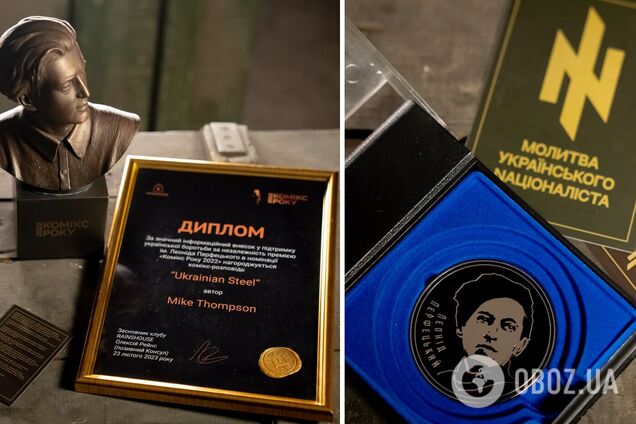 КОМІКС
РОКУ
КОМІКС
РОКУ
ДИПЛОМ
За значний інформаційний внесок у підтримку
української боротьби за незалежність премією
ім. Леоніда Перфецького в номінації
«Комікс Року 2022» нагороджується
комікс-розповідь
"Ukrainian Steel"
автор
Mike Thompson
Засновник клубу
RAINSHOUSE
Олексій Рейнс
(позивний Консул)
23 лютого 2023 року
МОЛИТВА
УКРАЇНСЬКОГО
NАЦІОНАЛІСТА
ЛЕОНІД
ПЕРФЕЦЬКИЙ
OBOZ.UA